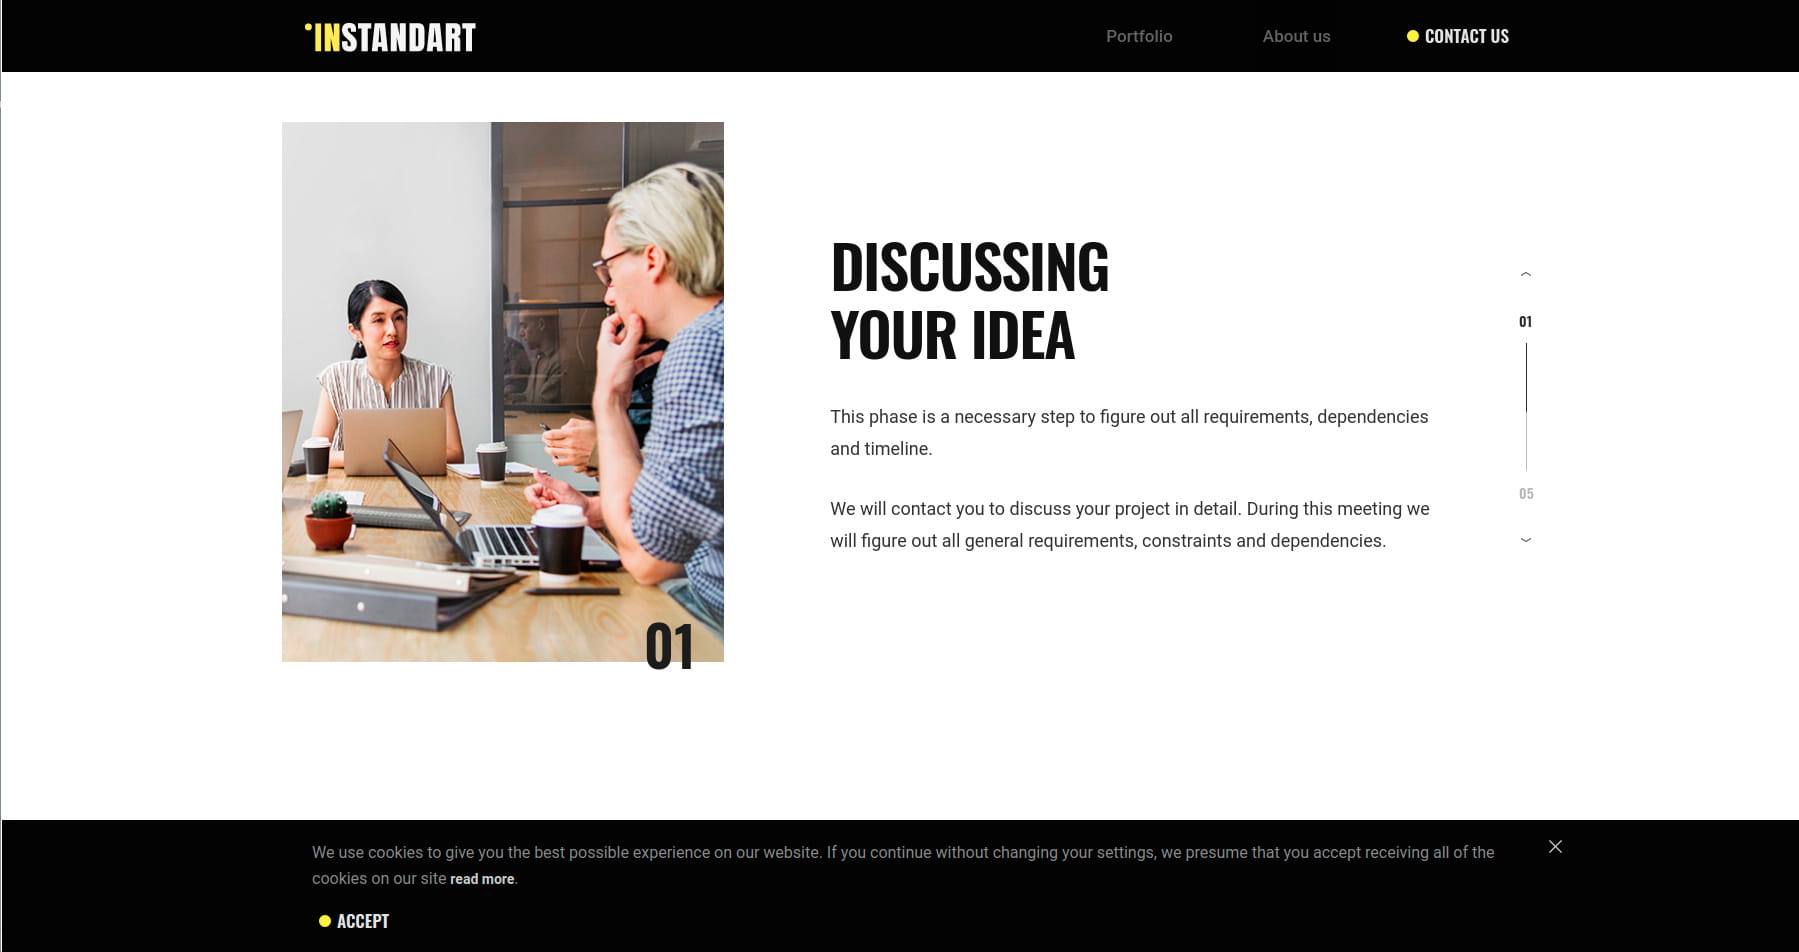 INSTANDART
Portfolio
About us
CONTACT US
01
DISCUSSING
YOUR IDEA
This phase is a necessary step to figure out all requirements, dependencies
and timeline.
We will contact you to discuss your project in detail. During this meeting we
will figure out all general requirements, constraints and dependencies.
01
05
We use cookies to give you the best possible experience on our website. If you continue without changing your settings, we presume that you accept receiving all of the
cookies on our site read more.
ACCEPT